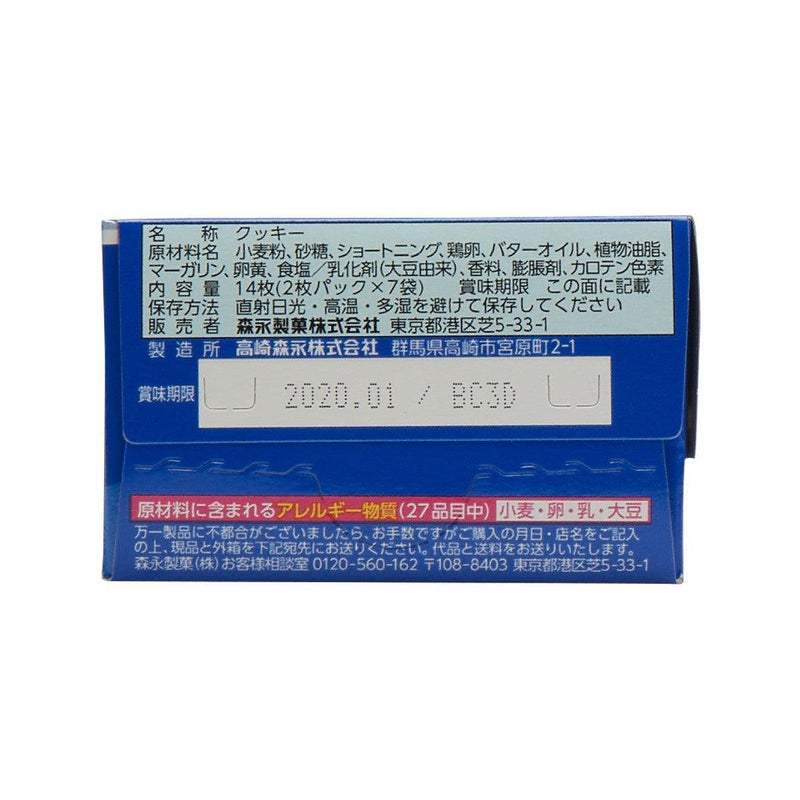 名称 クッキー
原材料名 小麦粉、砂糖、ショートニング、鶏卵、バターオイル、植物油脂、
マーガリン、卵黄、食塩／乳化剤(大豆由来)、香料、膨脹剤、カロテン色素
内容量 14枚(2枚パック×7袋) 賞味期限 この面に記載
保存方法 直射日光・高温・多湿を避けて保存してください
販売者 森永製菓株式会社 東京都港区芝5-33-1
製造所 高崎森永株式会社 群馬県高崎市宮原町2-1
賞味期限 2020.01 / BC3D
原材料に含まれるアレルギー物質(27品目中) 小麦・卵・乳・大豆
万一製品に不都合がございましたら、お手数ですがご購入の月日・店名をご記入
の上、現品と外箱を下記宛先にお送りください。代品と送料をお送りいたします。
森永製菓(株)お客様相談室 0120-560-162 〒108-8403 東京都港区芝5-33-1